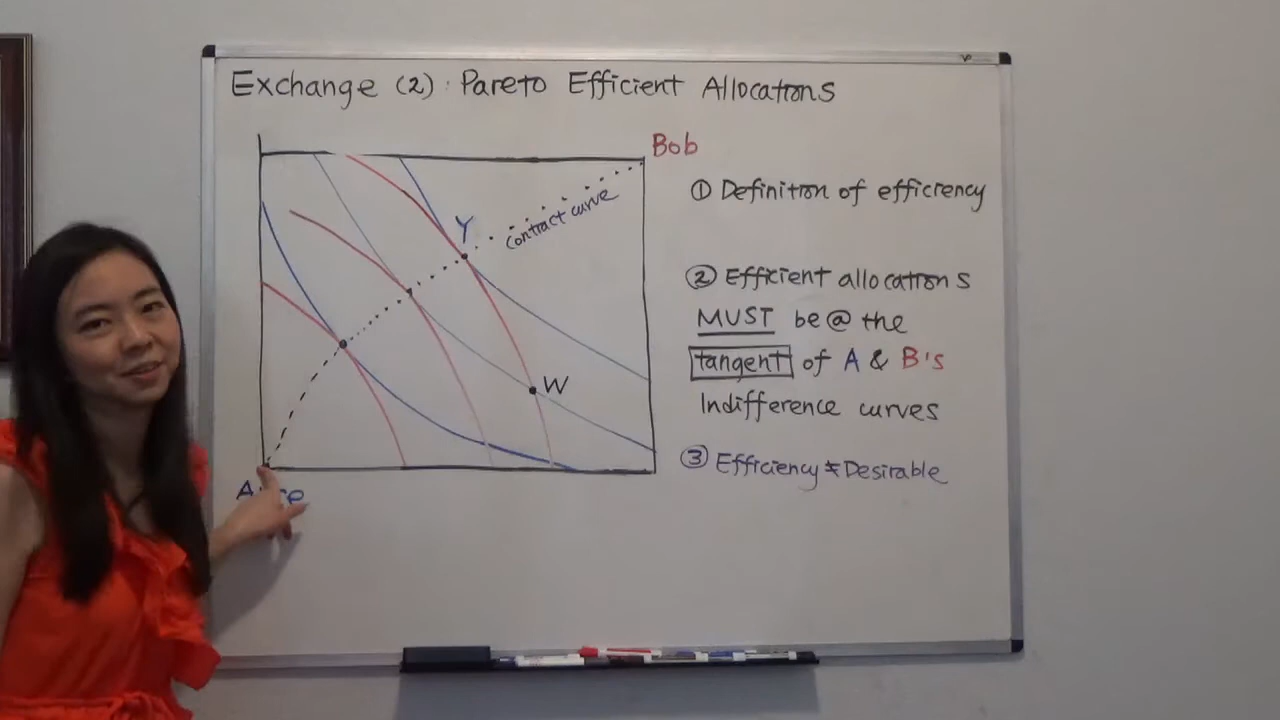 Exchange (2): Pareto Efficient Allocations
Bob
Y
contract curve
W
① Definition of efficiency
② Efficient allocations
MUST be @ the
tangent of A & B's
Indifference curves
③ Efficiency ≠ Desirable